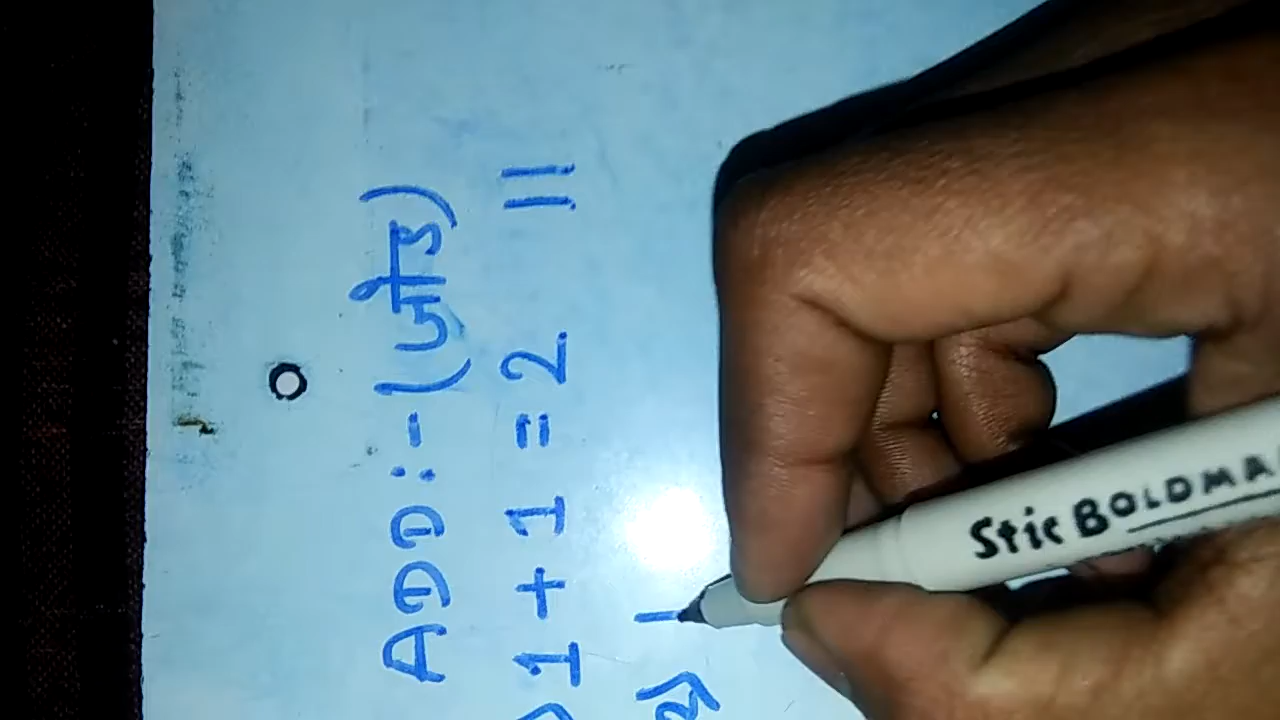 ADD:-(जोड)
) 1 + 1 = 2 ||
Stic